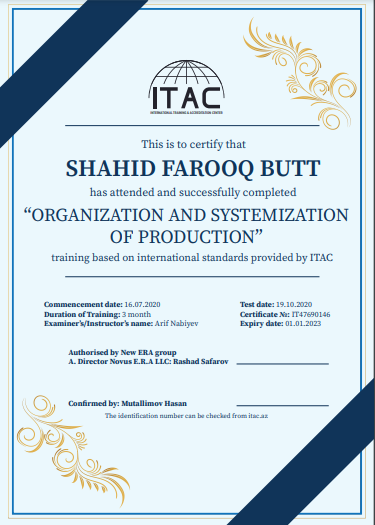 ITAC
INTERNATIONAL TRAINING & ACCREDITATION CENTER
This is to certify that
SHAHID FAROOQ BUTT
has attended and successfully completed
“ORGANIZATION AND SYSTEMIZATION
OF PRODUCTION”
training based on international standards provided by ITAC
Commencement date: 16.07.2020
Duration of Training: 3 month
Examiner's/Instructor's name: Arif Nabiyev
Test date: 19.10.2020
Certificate №: IT47690146
Expiry date: 01.01.2023
Authorised by New ERA group
A. Director Novus E.R.A LLC: Rashad Safarov
Confirmed by: Mutallimov Hasan
The identification number can be checked from itac.az